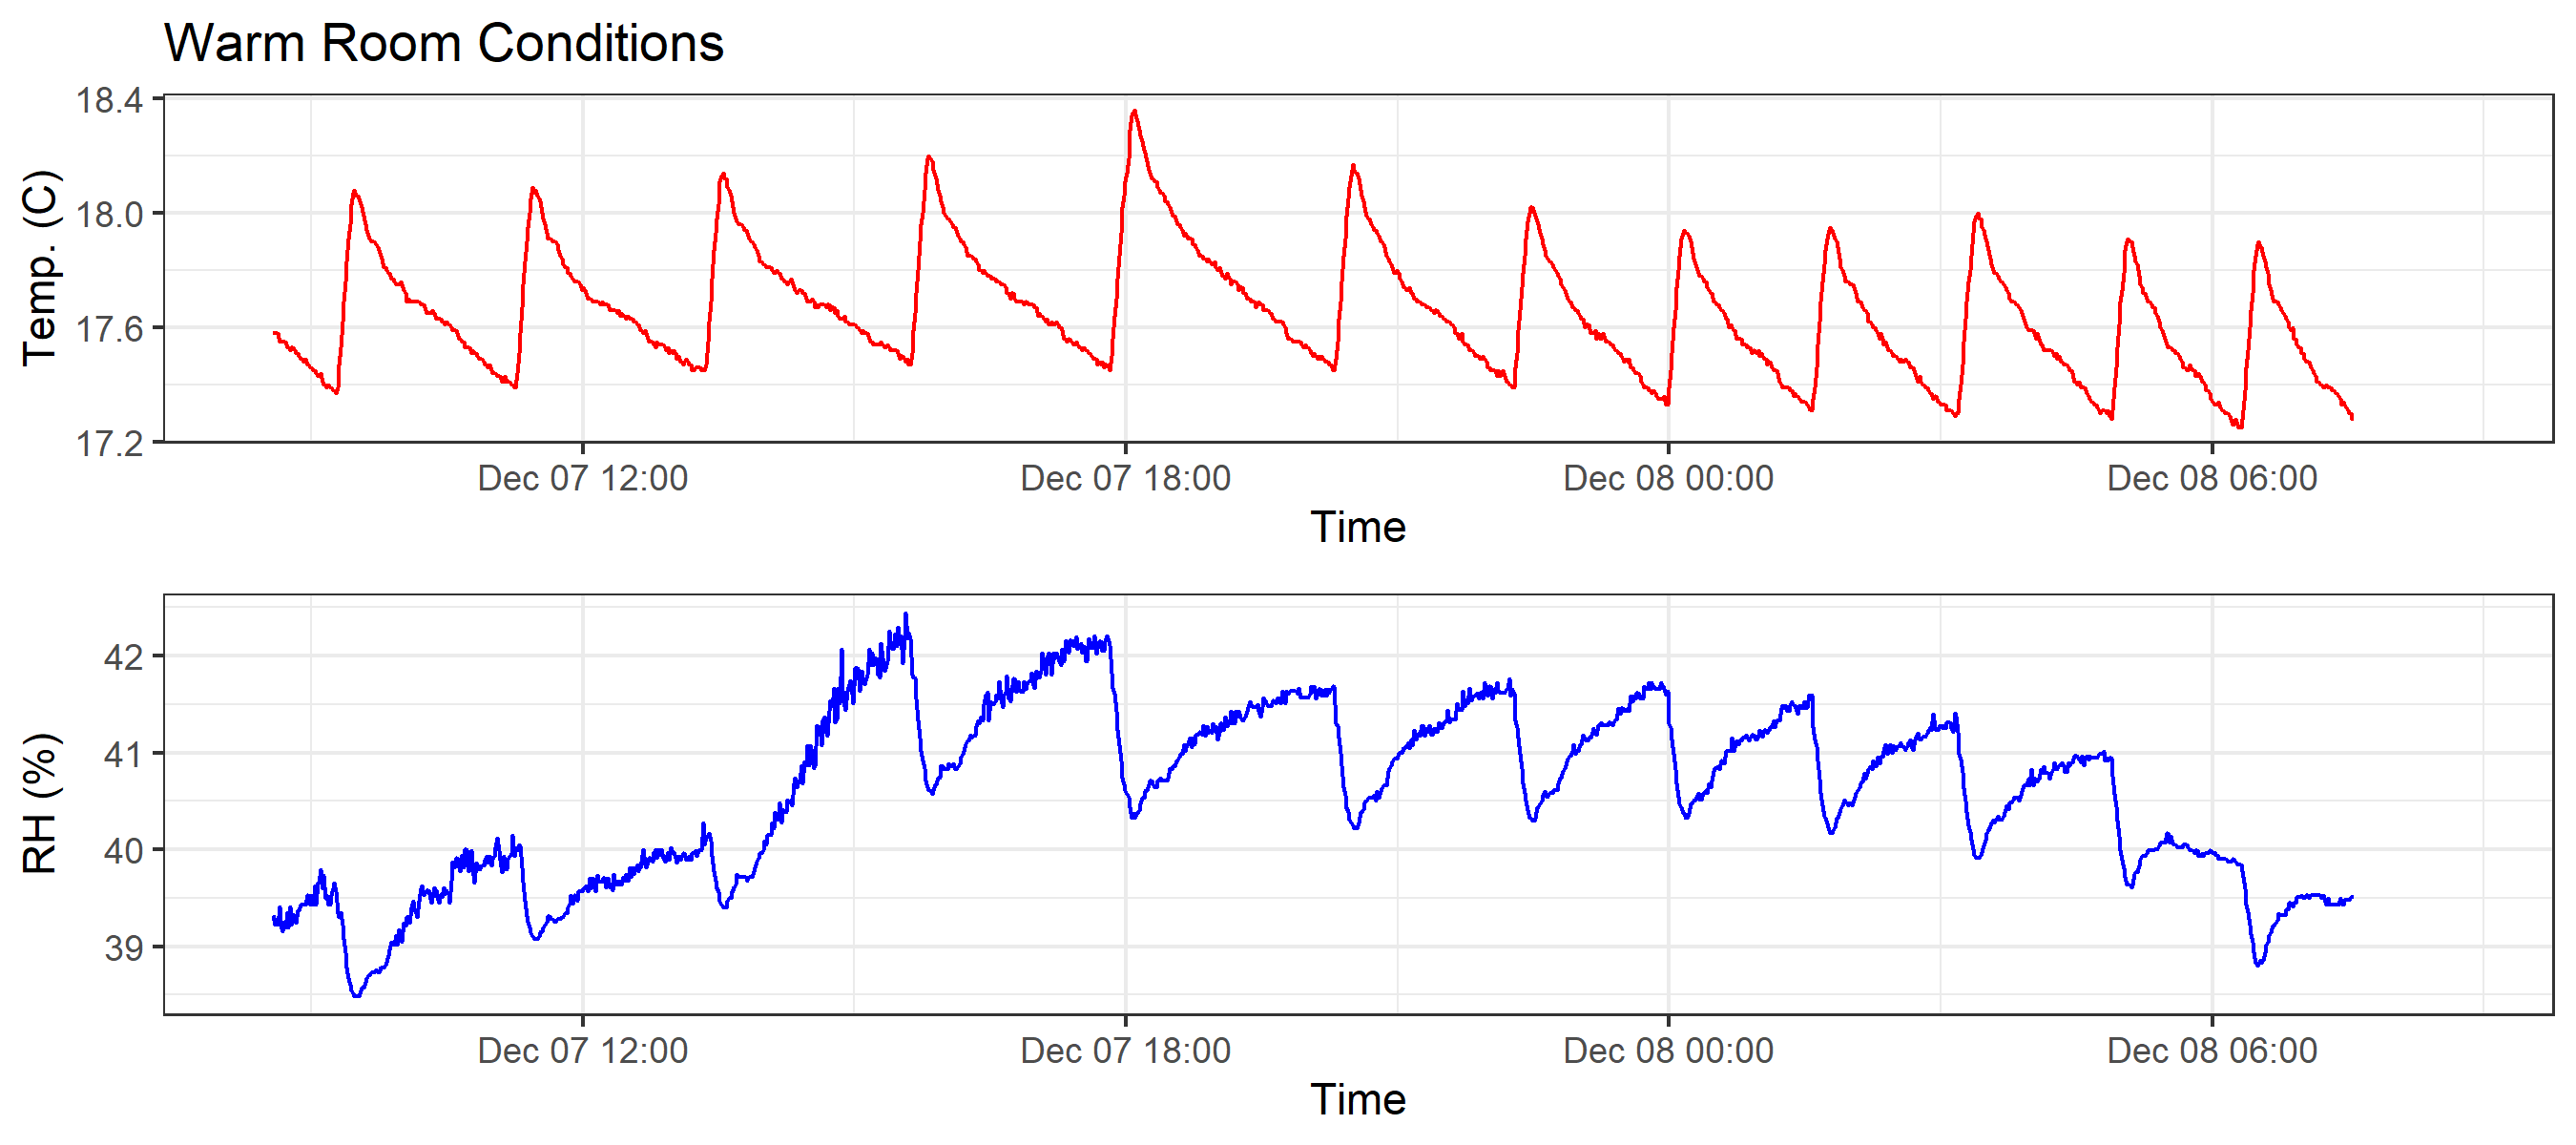 Warm Room Conditions
18.4
18.0
17.6
17.2
Temp. (C)
Dec 07 12:00 Dec 07 18:00 Dec 08 00:00 Dec 08 06:00
Time
42
41
40
39
RH (%)
Dec 07 12:00 Dec 07 18:00 Dec 08 00:00 Dec 08 06:00
Time